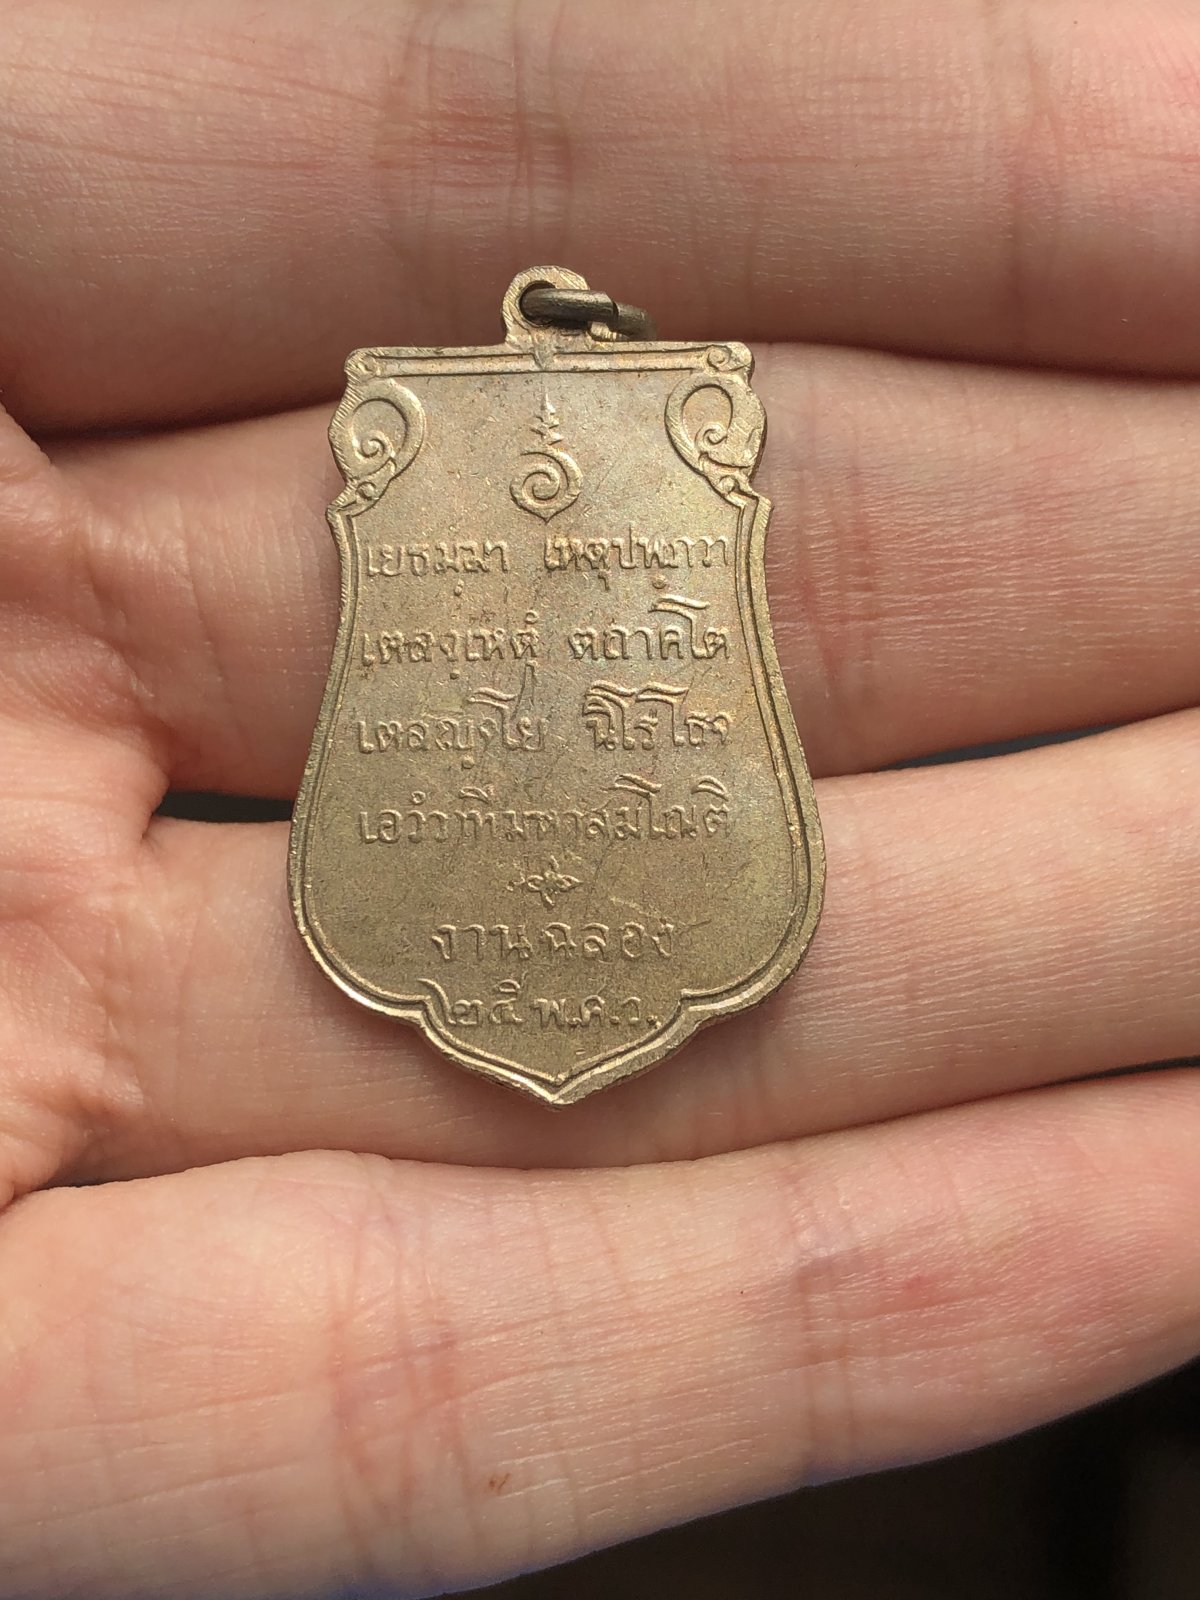 เยธมฺมา เหตุปพฺภวา
เตสํเหตุํ ตถาคโต
เตสญฺจโย นิโรโธจ
เอวํวาทีมหาสมโณติ
งานฉลอง
๒๕ พ.ศ.ว.